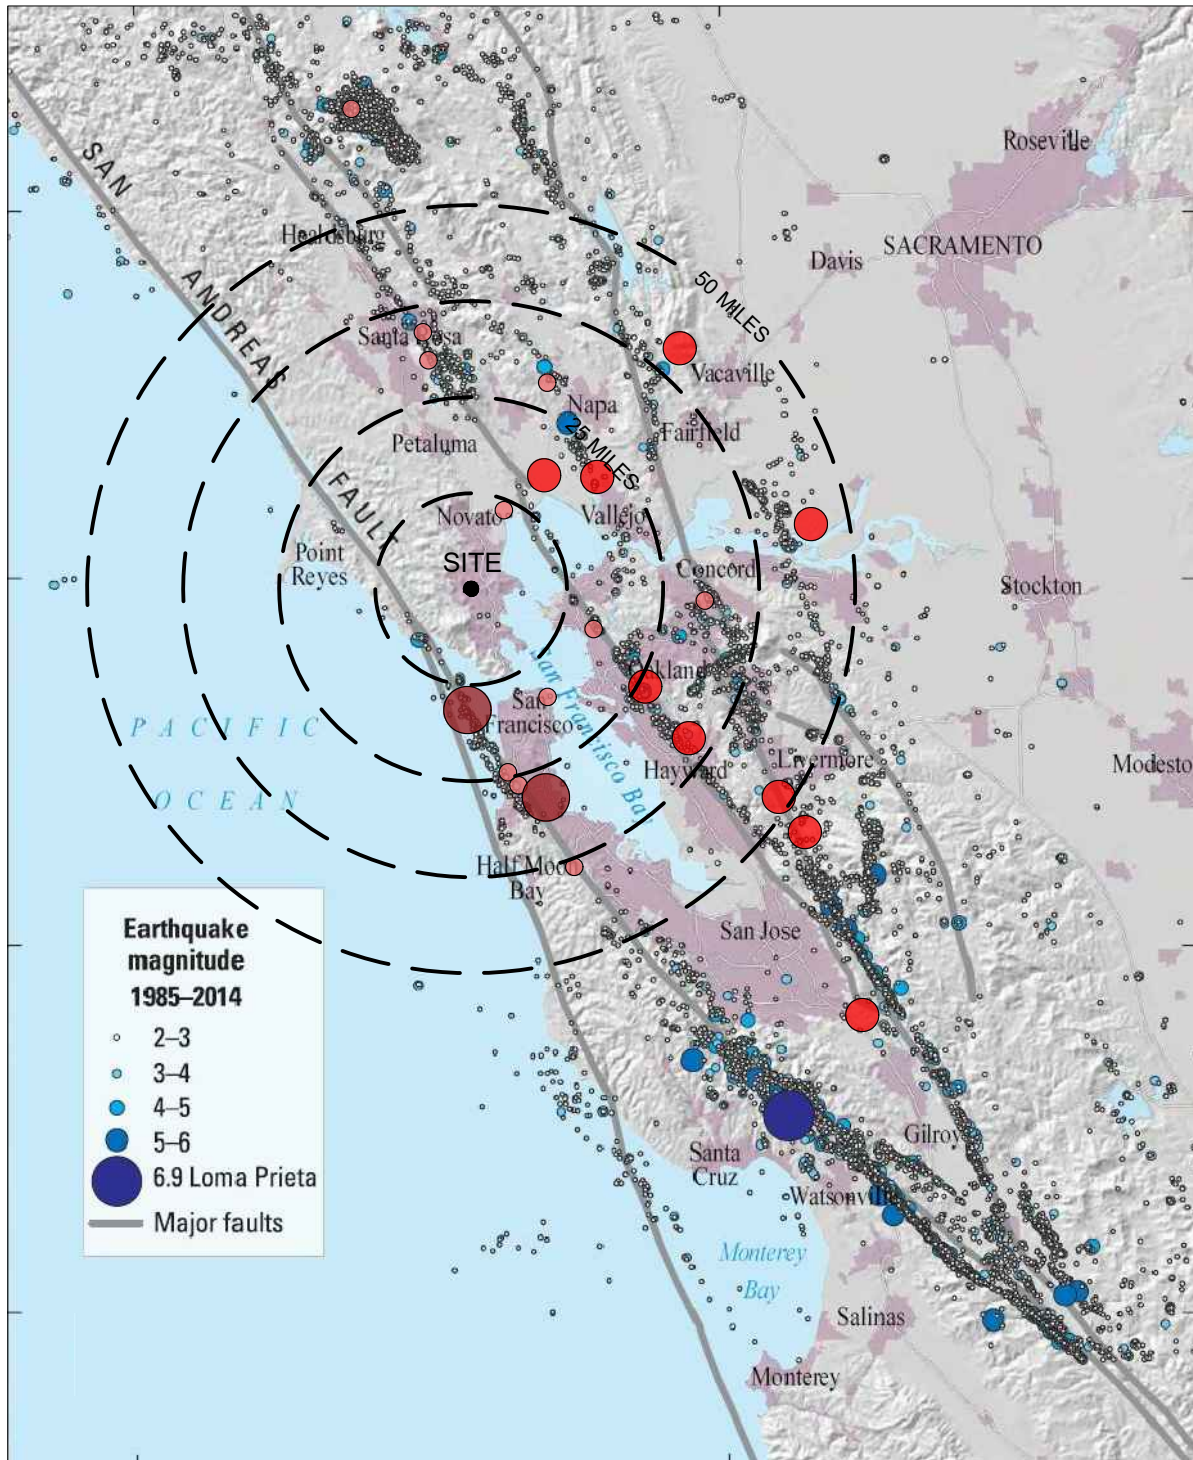 Roseville
SAN
Healdsburg
SACRAMENTO
Davis
ANDREAS
50 MILES
Santa Rosa
Vacaville
Napa
Petaluma
25 MILES
Fairfield
FAULT
Novato
Vallejo
Point
Reyes
SITE
Concord
Stockton
Oakland
San Francisco Bay
San
Francisco
PACIFIC
OCEAN
Hayward
Livermore
Modesto
Half Moon
Bay
San Jose
Earthquake
magnitude
1985–2014
2–3
3–4
4–5
5–6
6.9 Loma Prieta
Major faults
Gilroy
Santa
Cruz
Watsonville
Monterey
Bay
Salinas
Monterey